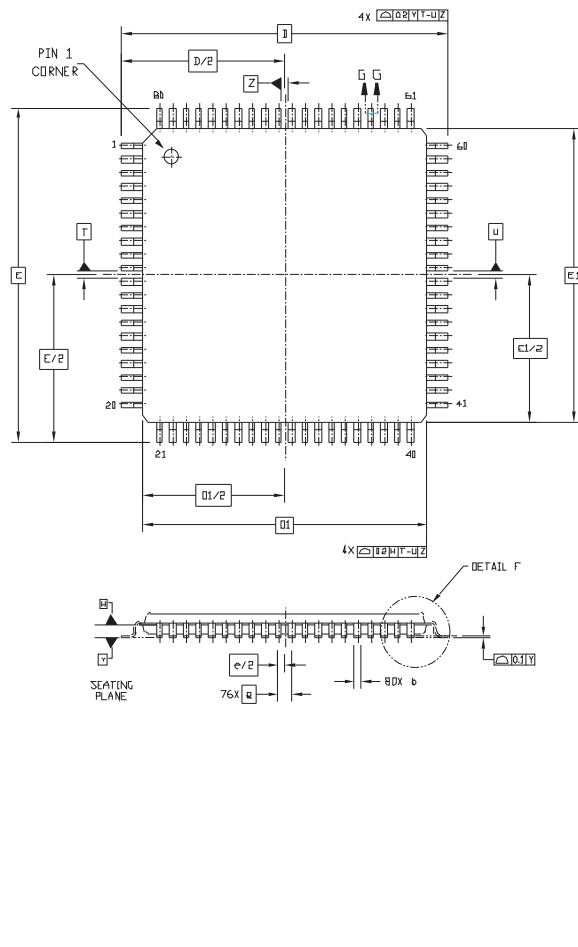 4X 0.2 Y T-U Z
D
PIN 1
CORNER
D/2
Z
G G
80
61
1
60
T
U
E
E1
E/2
E1/2
20
41
21
40
D1/2
D1
4X 0.2 H T-U Z
DETAIL F
H
Y
e/2
0.1 Y
SEATING
PLANE
76X e
80X b